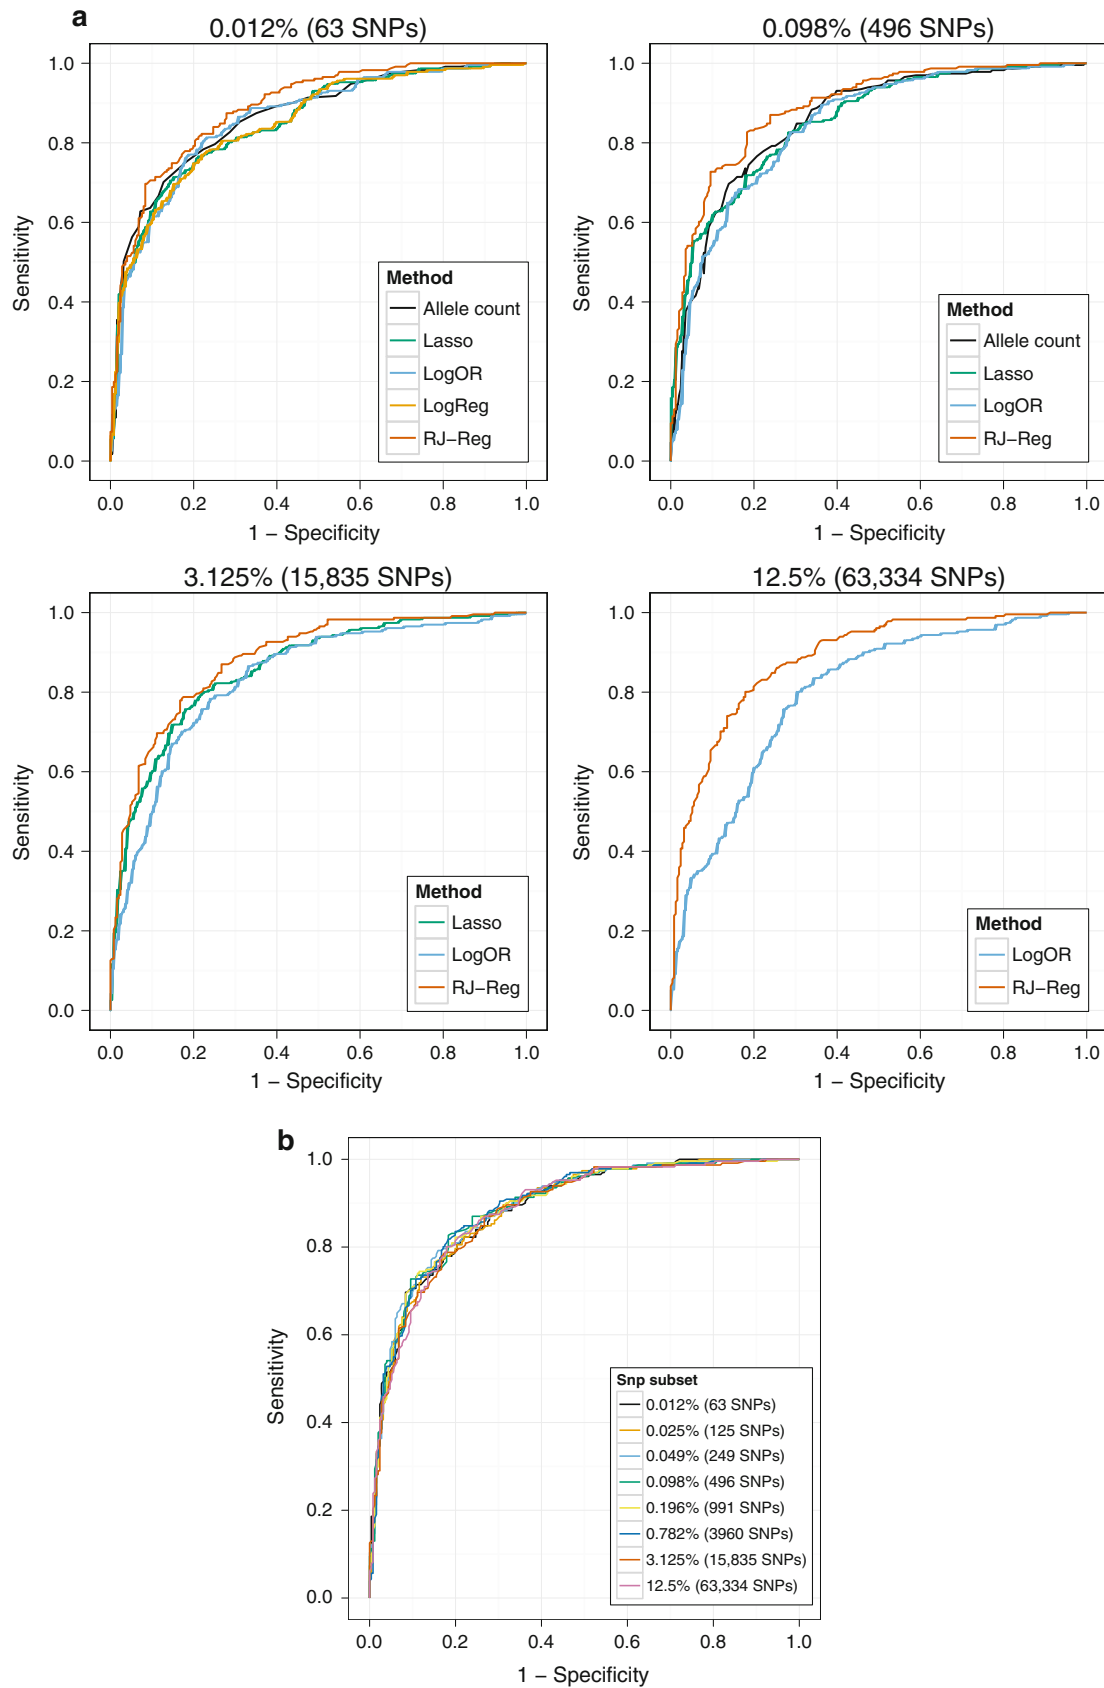 a
0.012% (63 SNPs)
1.0
0.8
0.6
0.4
0.2
0.0
Sensitivity
0.0 0.2 0.4 0.6 0.8 1.0
1 − Specificity
Method
Allele count
Lasso
LogOR
LogReg
RJ−Reg
0.098% (496 SNPs)
1.0
0.8
0.6
0.4
0.2
0.0
Sensitivity
0.0 0.2 0.4 0.6 0.8 1.0
1 − Specificity
Method
Allele count
Lasso
LogOR
RJ−Reg
3.125% (15,835 SNPs)
1.0
0.8
0.6
0.4
0.2
0.0
Sensitivity
0.0 0.2 0.4 0.6 0.8 1.0
1 − Specificity
Method
Lasso
LogOR
RJ−Reg
12.5% (63,334 SNPs)
1.0
0.8
0.6
0.4
0.2
0.0
Sensitivity
0.0 0.2 0.4 0.6 0.8 1.0
1 − Specificity
Method
LogOR
RJ−Reg
b
1.0
0.8
0.6
0.4
0.2
0.0
Sensitivity
0.0 0.2 0.4 0.6 0.8 1.0
1 − Specificity
Snp subset
0.012% (63 SNPs)
0.025% (125 SNPs)
0.049% (249 SNPs)
0.098% (496 SNPs)
0.196% (991 SNPs)
0.782% (3960 SNPs)
3.125% (15,835 SNPs)
12.5% (63,334 SNPs)